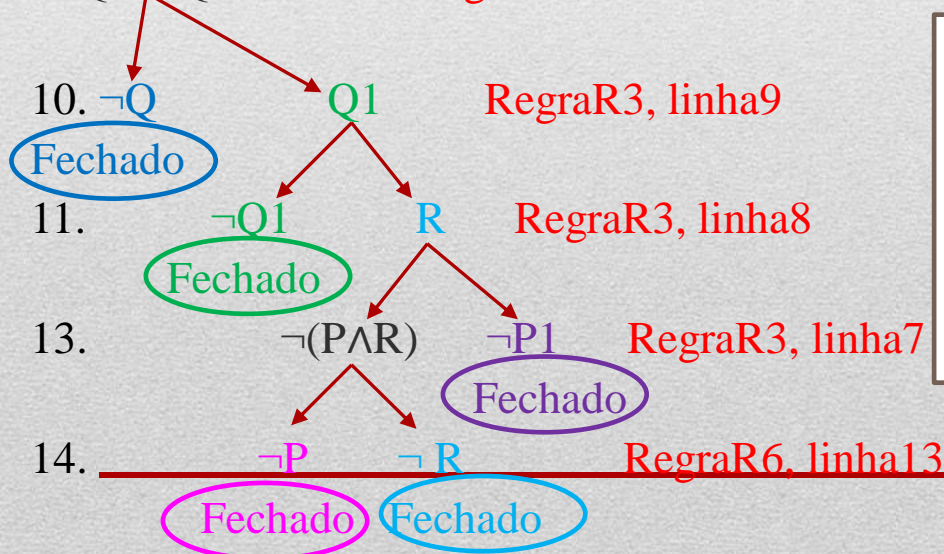 10. ¬Q Q1 RegraR3, linha9
Fechado
11. ¬Q1 R RegraR3, linha8
Fechado
13. ¬(P∧R) ¬P1 RegraR3, linha7
Fechado
14. ¬P ¬ R RegraR6, linha13
Fechado Fechado